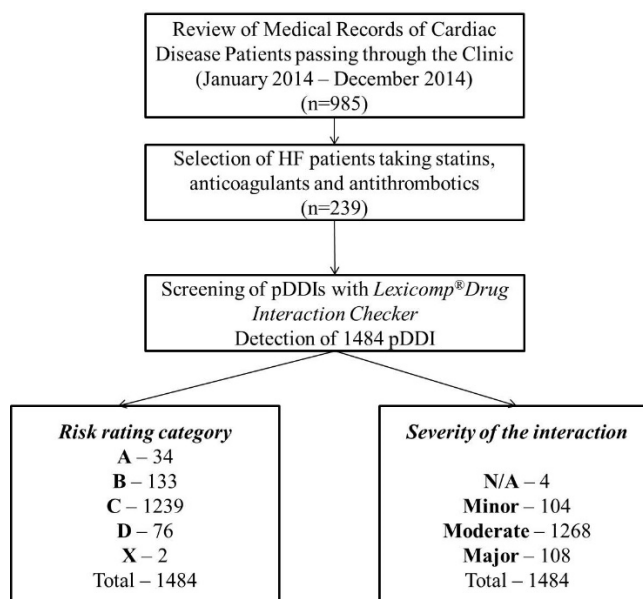 Review of Medical Records of Cardiac
Disease Patients passing through the Clinic
(January 2014 – December 2014)
(n=985)
Selection of HF patients taking statins,
anticoagulants and antithrombotics
(n=239)
Screening of pDDIs with Lexicomp®Drug
Interaction Checker
Detection of 1484 pDDI
Risk rating category
A – 34
B – 133
C – 1239
D – 76
X – 2
Total – 1484
Severity of the interaction
N/A – 4
Minor – 104
Moderate – 1268
Major – 108
Total – 1484